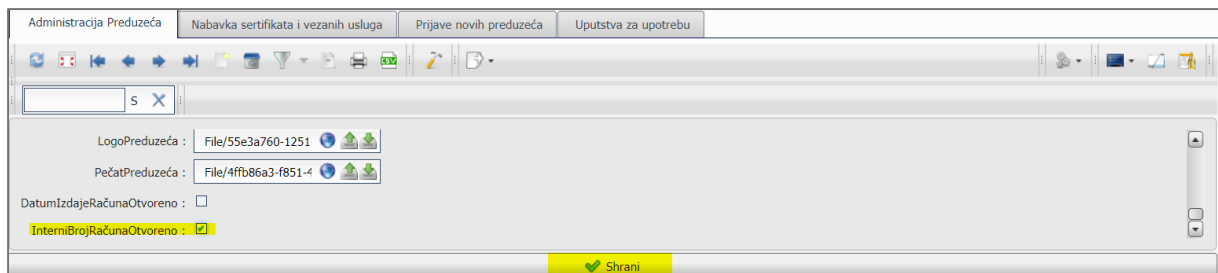 Administracija Preduzeća Nabavka sertifikata i vezanih usluga Prijave novih preduzeća Uputstva za upotrebu
CSV
S
LogoPreduzeća : File/55e3a760-1251
PečatPreduzeća : File/4ffb86a3-f851-4
DatumIzdajeRačunaOtvoreno :
InterniBrojRačunaOtvoreno :
Shrani